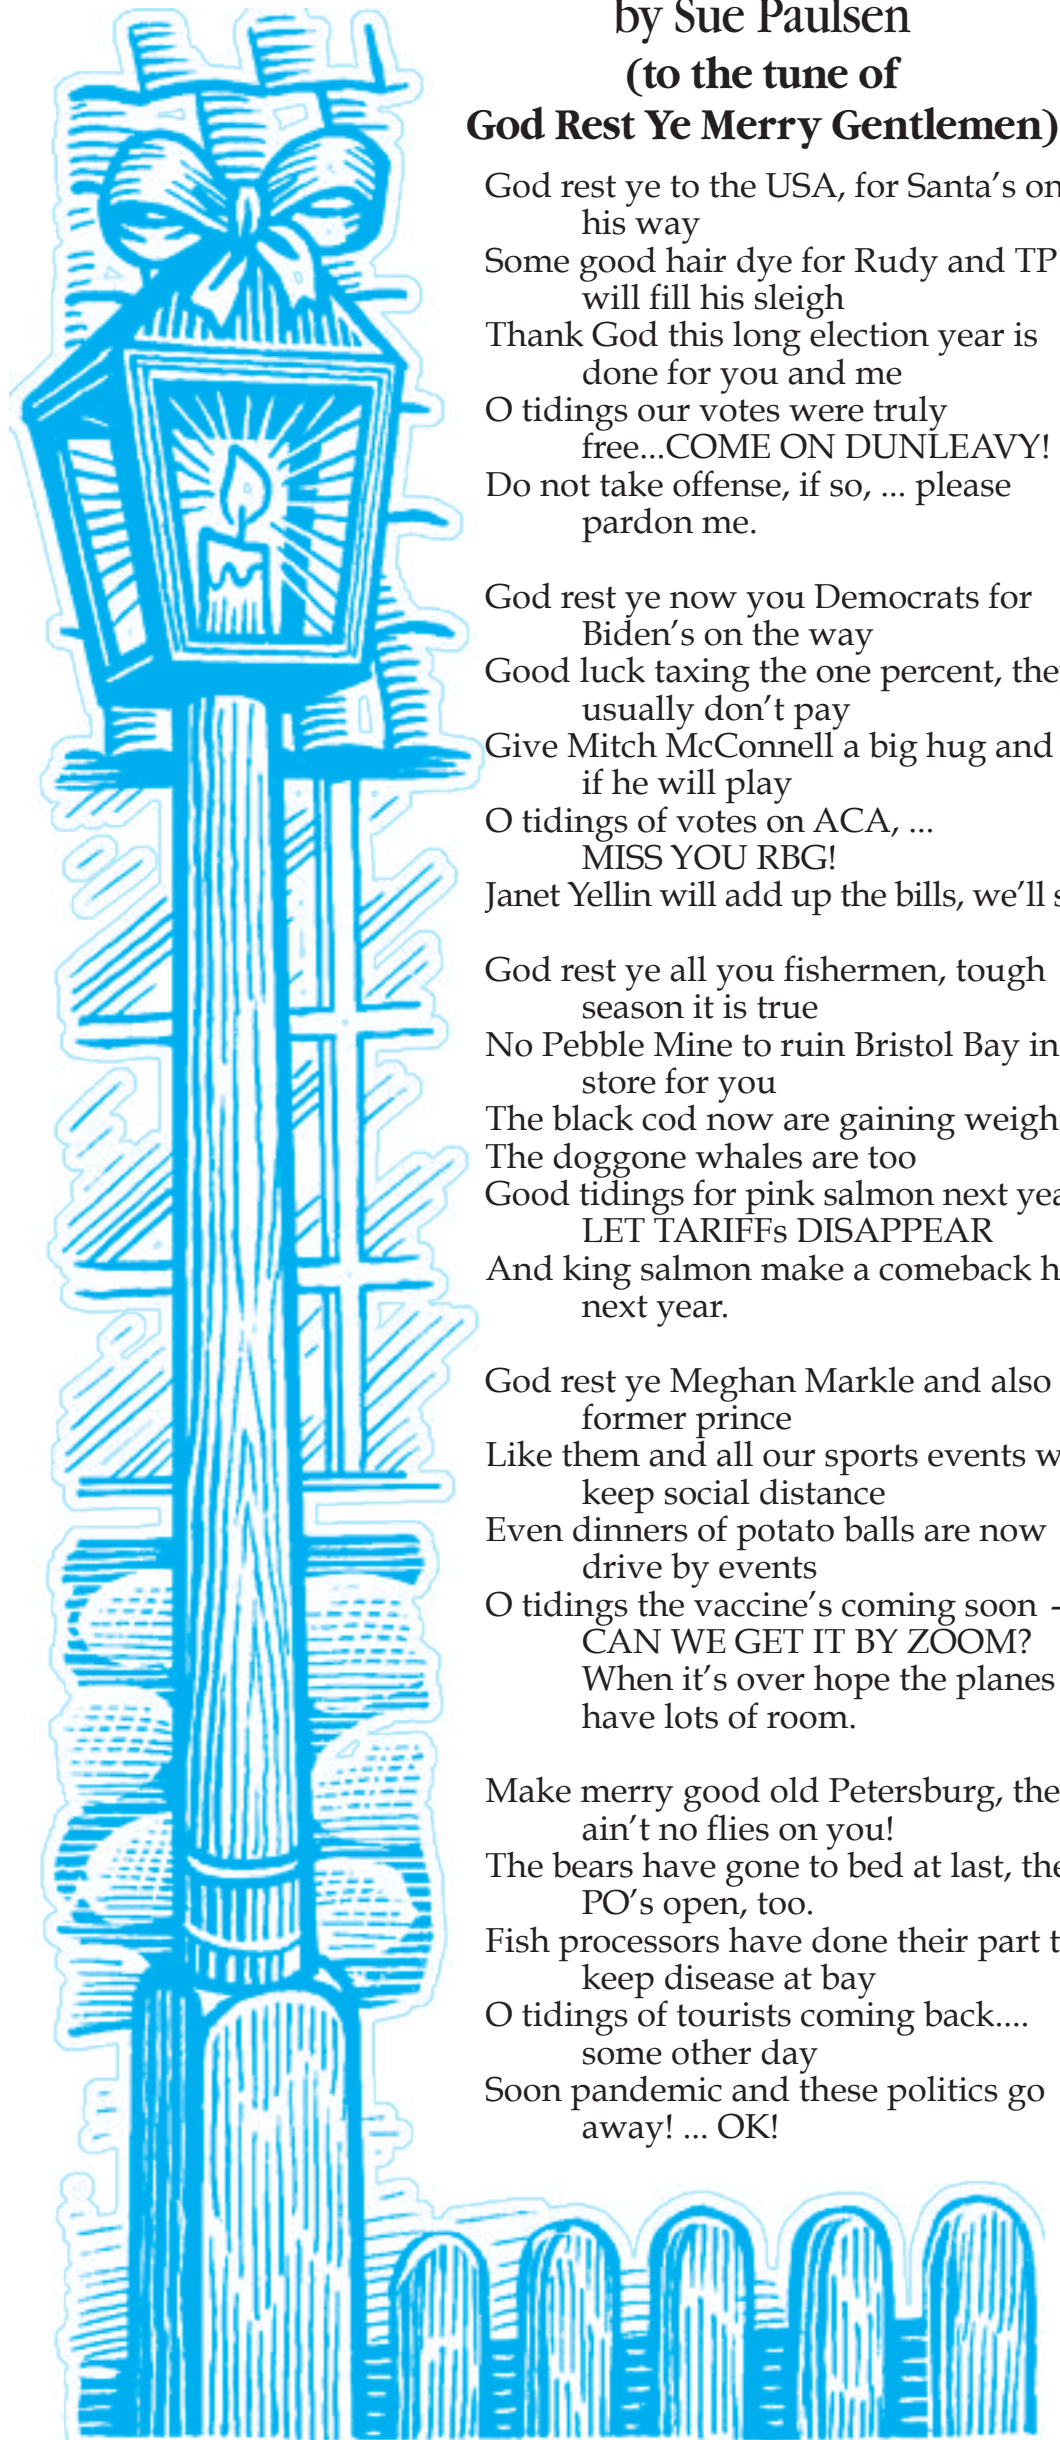 by Sue Paulsen
(to the tune of
God Rest Ye Merry Gentlemen)
God rest ye to the USA, for Santa's on
his way
Some good hair dye for Rudy and TP
will fill his sleigh
Thank God this long election year is
done for you and me
O tidings our votes were truly
free...COME ON DUNLEAVY!
Do not take offense, if so, ... please
pardon me.
God rest ye now you Democrats for
Biden's on the way
Good luck taxing the one percent,
usually don't pay
Give Mitch McConnell a big hug and
if he will play
O tidings of votes on ACA, ...
MISS YOU RBG!
Janet Yellin will add up the bills, we'll
God rest ye all you fishermen, tough
season it is true
No Pebble Mine to ruin Bristol Bay in
store for you
The black cod now are gaining
The doggone whales are too
Good tidings for pink salmon next
LET TARIFFs DISAPPEAR
And king salmon make a comeback
next year.
God rest ye Meghan Markle and also
former prince
Like them and all our sports events
keep social distance
Even dinners of potato balls are now
drive by events
O tidings the vaccine's coming soon -
CAN WE GET IT BY ZOOM?
When it's over hope the planes
have lots of room.
Make merry good old Petersburg,
ain't no flies on you!
The bears have gone to bed at last, the
PO's open, too.
Fish processors have done their part
keep disease at bay
O tidings of tourists coming back....
some other day
Soon pandemic and these politics go
away! ... OK!